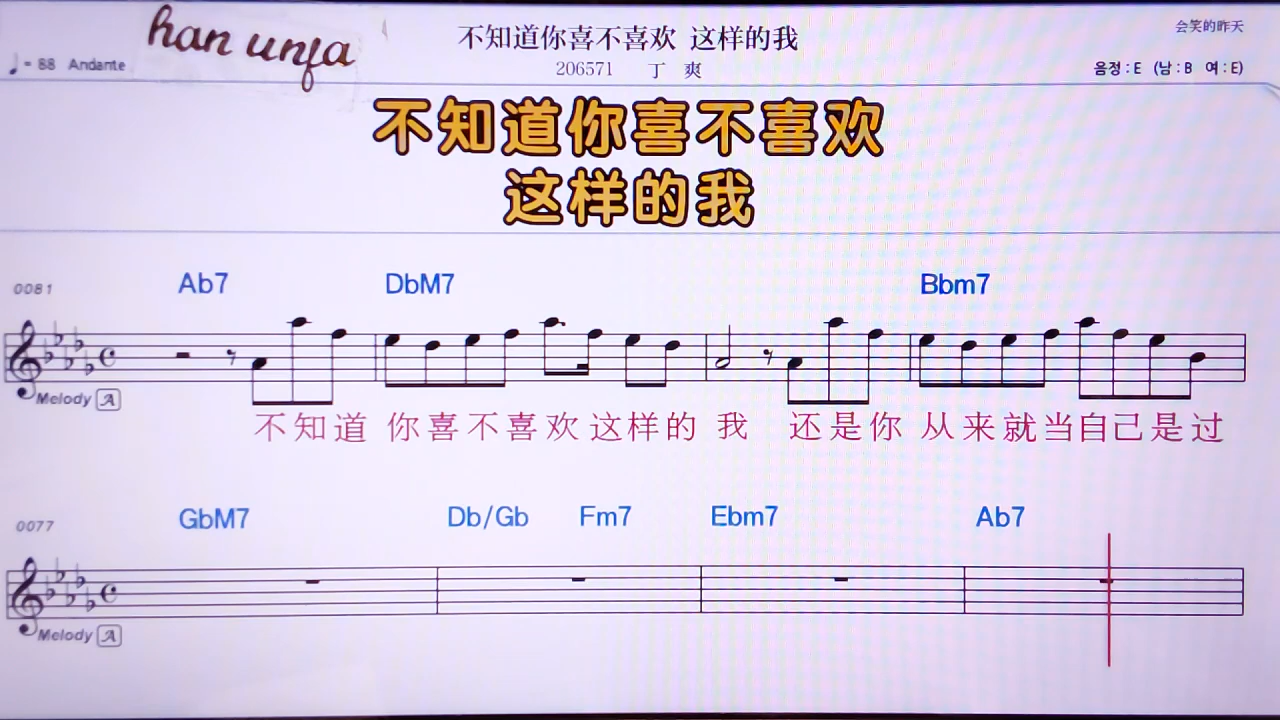 han unfa
不知道你喜不喜欢 这样的我
会笑的昨天
♩= 88 Andante
206571 丁 爽
음정 : E (남 : B 여 : E)
不知道你喜不喜欢
这样的我
0081 Ab7 DbM7 Bbm7
Melody A
不知道 你喜不喜欢这样的 我 还是你 从来就当自己是过
0077 GbM7 Db/Gb Fm7 Ebm7 Ab7
Melody A